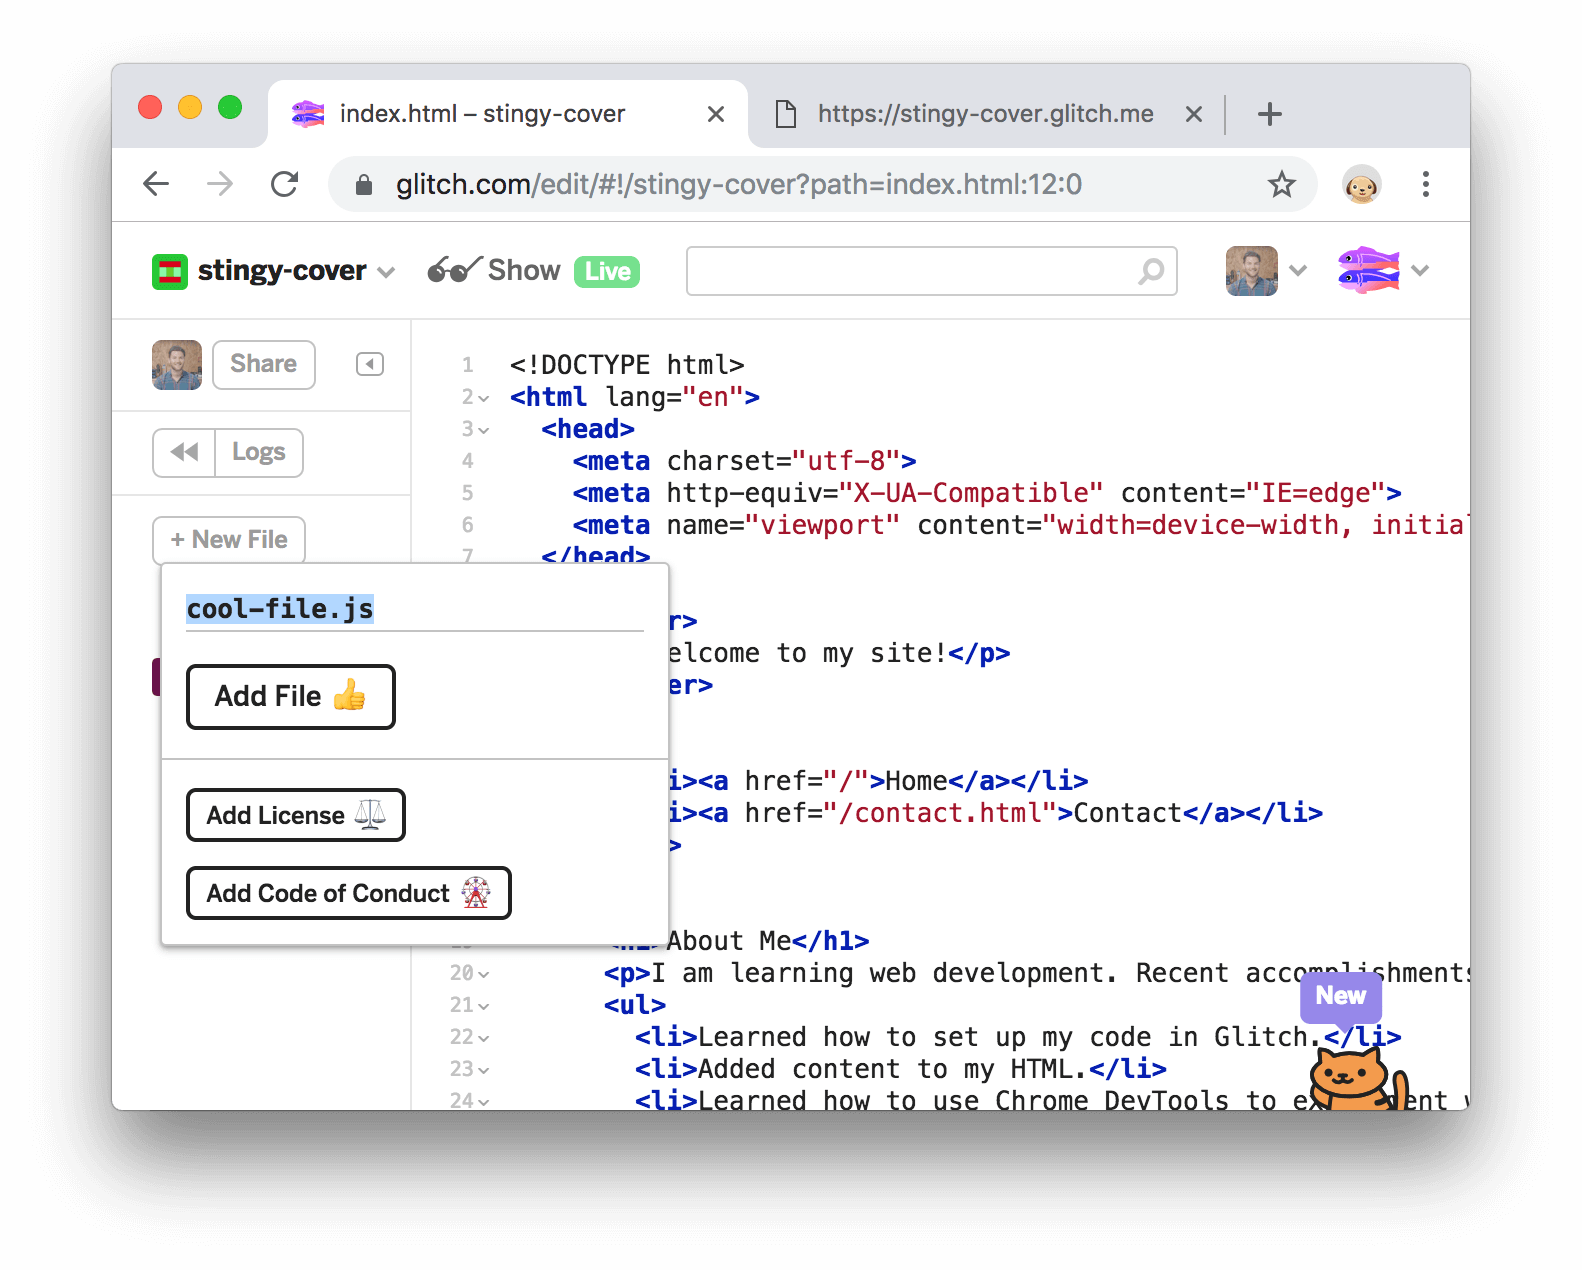 index.html – stingy-cover
https://stingy-cover.glitch.me
glitch.com/edit/#!/stingy-cover?path=index.html:12:0
stingy-cover
Show
Live
Share
Logs
+ New File
cool-file.js
Add File
Add License
Add Code of Conduct
1 <!DOCTYPE html>
2 <html lang="en">
3 <head>
4 <meta charset="utf-8">
5 <meta http-equiv="X-UA-Compatible" content="IE=edge">
6 <meta name="viewport" content="width=device-width, initial
7 </head>
r>
elcome to my site!</p>
er>
i><a href="/">Home</a></li>
i><a href="/contact.html">Contact</a></li>
>
About Me</h1>
20 <p>I am learning web development. Recent accomplishments
21 <ul>
New
22 <li>Learned how to set up my code in Glitch.</li>
23 <li>Added content to my HTML.</li>
24 <li>Learned how to use Chrome DevTools to